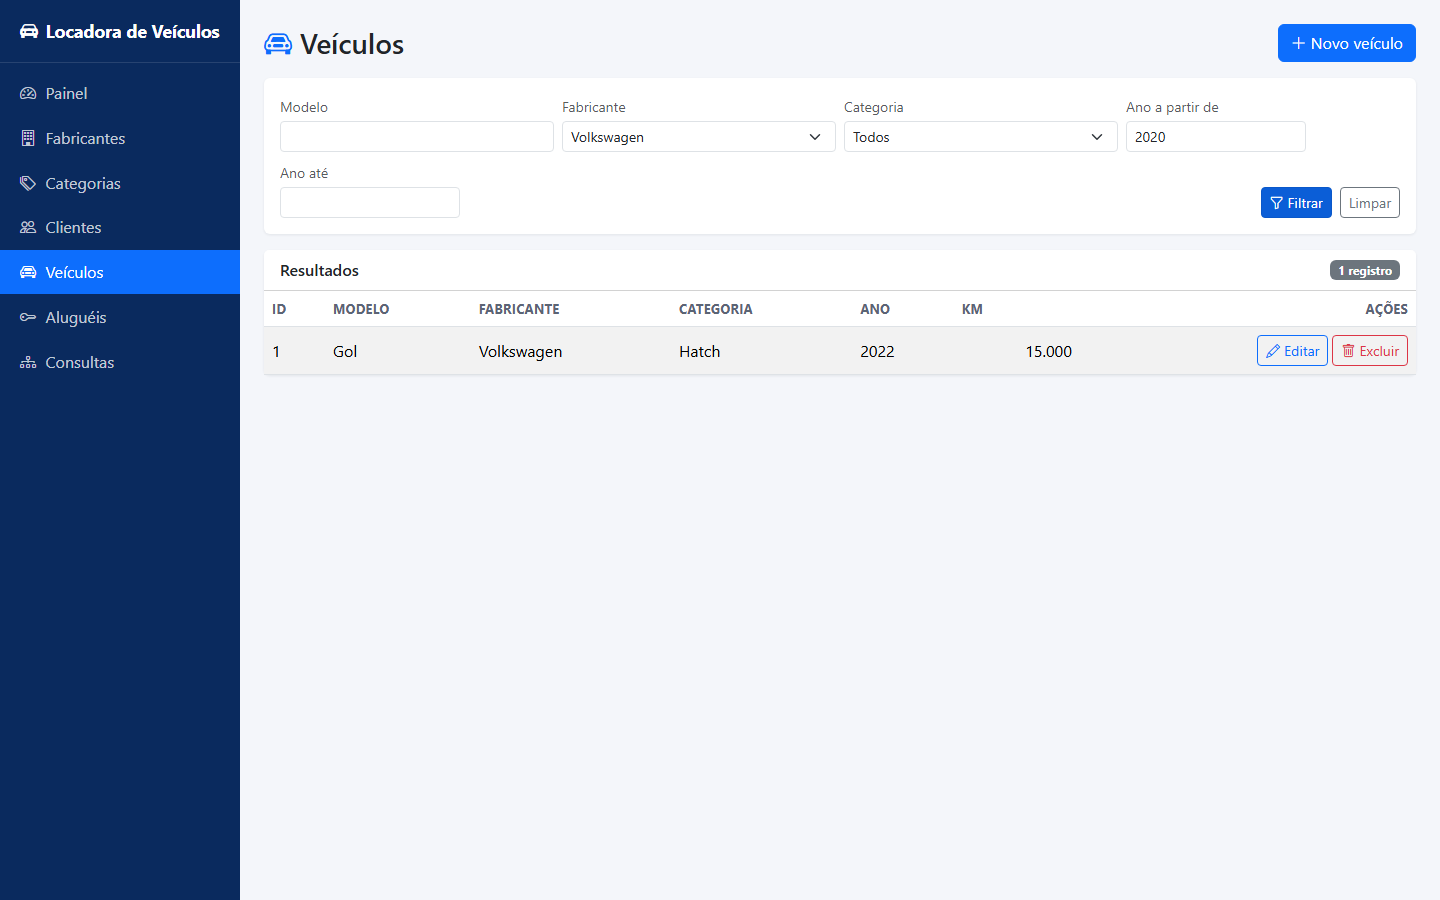 Locadora de Veículos
Painel
Fabricantes
Categorias
Clientes
Veículos
Aluguéis
Consultas
Veículos
Novo veículo
Modelo
Fabricante
Categoria
Ano a partir de
Volkswagen
Todos
2020
Ano até
Filtrar
Limpar
Resultados
1 registro
ID MODELO FABRICANTE CATEGORIA ANO KM AÇÕES
1 Gol Volkswagen Hatch 2022 15.000 Editar Excluir